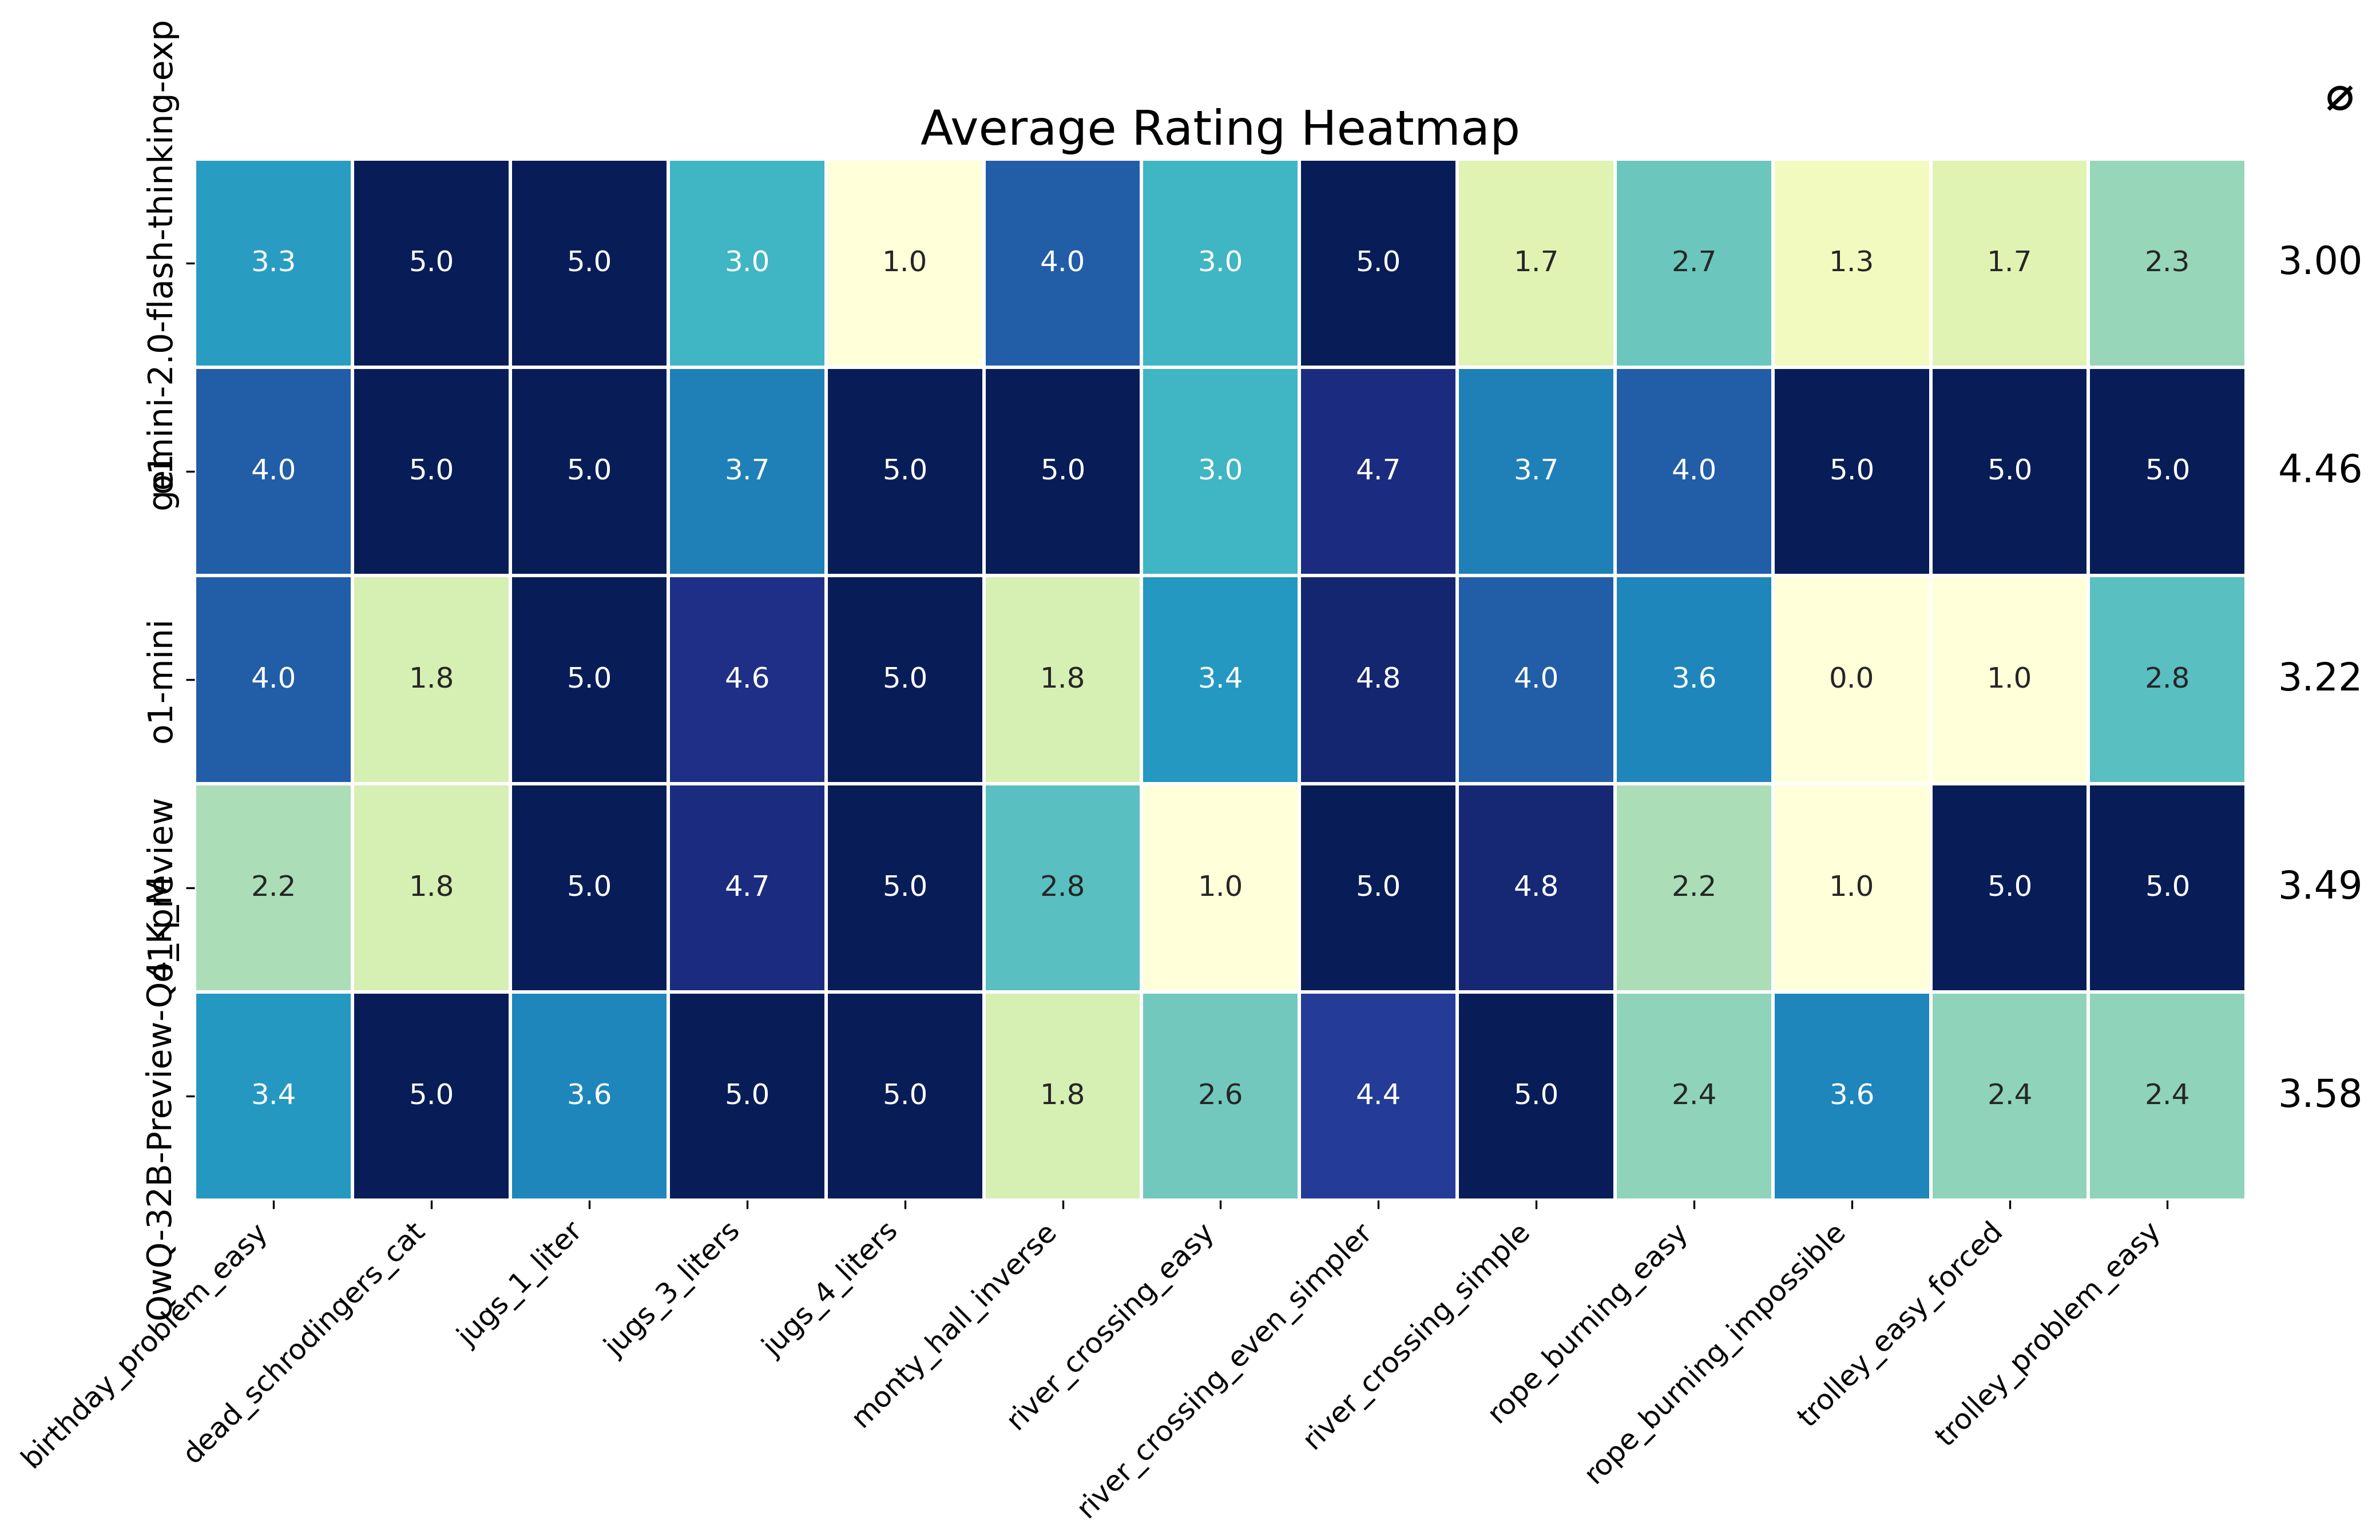 Average Rating Heatmap
⌀
gemini-2.0-flash-thinking-exp
3.3 5.0 5.0 3.0 1.0 4.0 3.0 5.0 1.7 2.7 1.3 1.7 2.3 3.00
o1
4.0 5.0 5.0 3.7 5.0 5.0 3.0 4.7 3.7 4.0 5.0 5.0 5.0 4.46
o1-mini
4.0 1.8 5.0 4.6 5.0 1.8 3.4 4.8 4.0 3.6 0.0 1.0 2.8 3.22
o1-preview
2.2 1.8 5.0 4.7 5.0 2.8 1.0 5.0 4.8 2.2 1.0 5.0 5.0 3.49
QwQ-32B-Preview-Q4_K_M
3.4 5.0 3.6 5.0 5.0 1.8 2.6 4.4 5.0 2.4 3.6 2.4 2.4 3.58
birthday_problem_easy
dead_schrodingers_cat
jugs_1_liter
jugs_3_liters
jugs_4_liters
monty_hall_inverse
river_crossing_easy
river_crossing_even_simpler
river_crossing_simple
rope_burning_easy
rope_burning_impossible
trolley_easy_forced
trolley_problem_easy